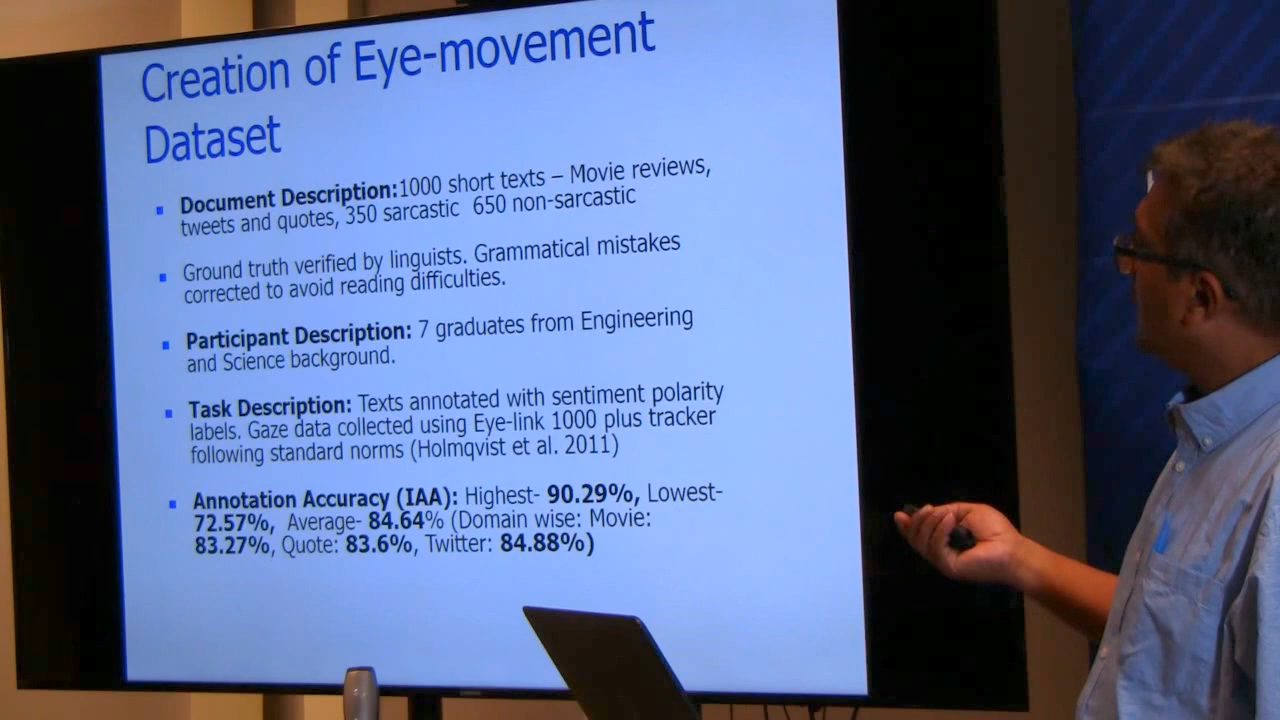 Creation of Eye-movement
Dataset
Document Description:1000 short texts – Movie reviews,
tweets and quotes, 350 sarcastic 650 non-sarcastic
Ground truth verified by linguists. Grammatical mistakes
corrected to avoid reading difficulties.
Participant Description: 7 graduates from Engineering
and Science background.
Task Description: Texts annotated with sentiment polarity
labels. Gaze data collected using Eye-link 1000 plus tracker
following standard norms (Holmqvist et al. 2011)
Annotation Accuracy (IAA): Highest- 90.29%, Lowest-
72.57%, Average- 84.64% (Domain wise: Movie:
83.27%, Quote: 83.6%, Twitter: 84.88%)